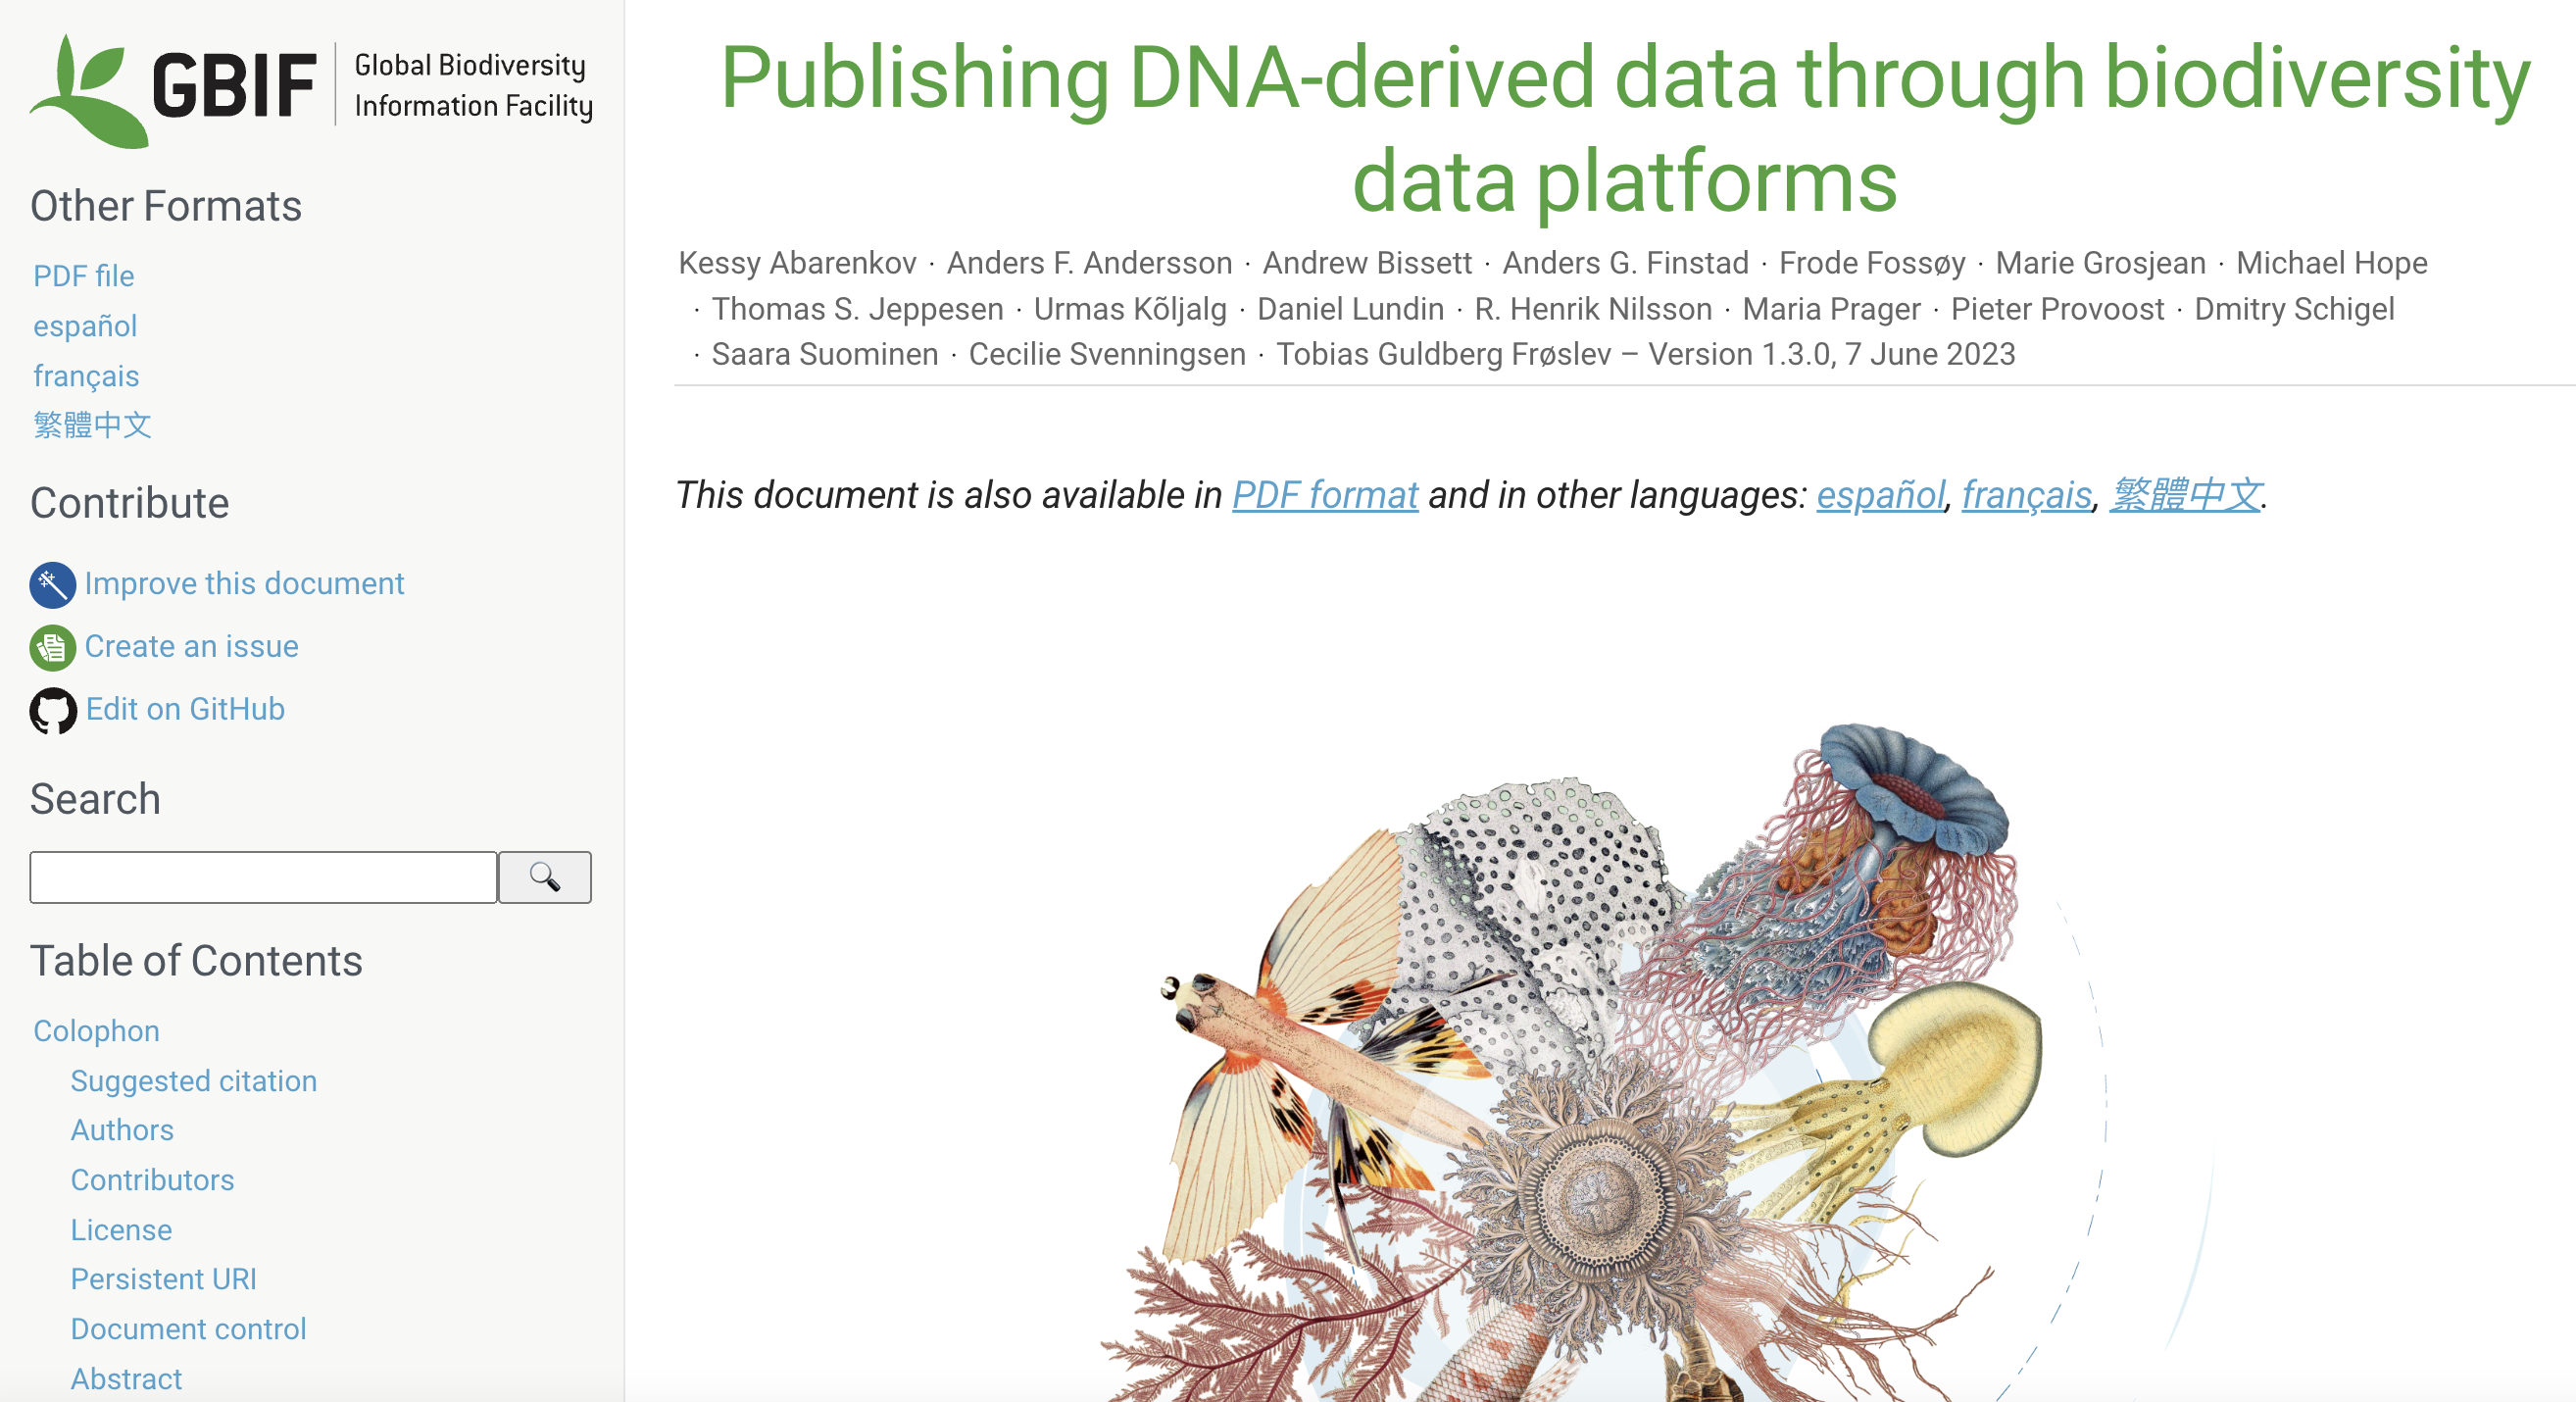 GBIF
Global Biodiversity
Information Facility
Other Formats
PDF file
español
français
繁體中文
Contribute
Improve this document
Create an issue
Edit on GitHub
Search
Table of Contents
Colophon
Suggested citation
Authors
Contributors
License
Persistent URI
Document control
Abstract
Publishing DNA-derived data through biodiversity
data platforms
Kessy Abarenkov · Anders F. Andersson · Andrew Bissett · Anders G. Finstad · Frode Fossøy · Marie Grosjean · Michael Hope
· Thomas S. Jeppesen · Urmas Kõljalg · Daniel Lundin · R. Henrik Nilsson · Maria Prager · Pieter Provoost · Dmitry Schigel
· Saara Suominen · Cecilie Svenningsen · Tobias Guldberg Frøslev – Version 1.3.0, 7 June 2023
This document is also available in PDF format and in other languages: español, français, 繁體中文.